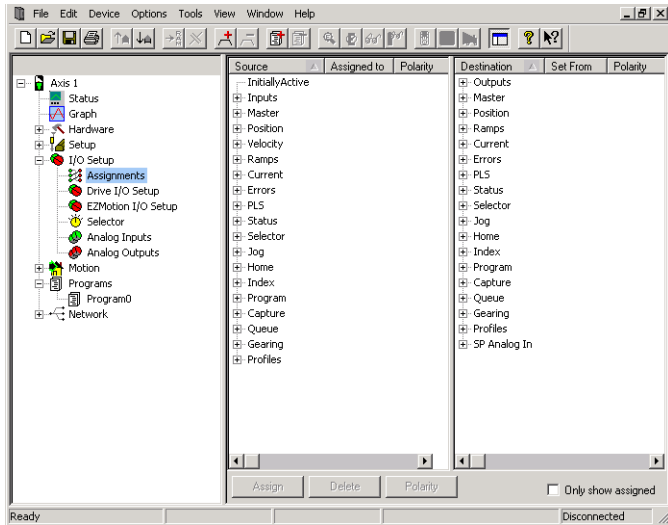 File Edit Device Options Tools View Window Help
Axis 1
Status
Graph
Hardware
Setup
I/O Setup
Assignments
Drive I/O Setup
EZMotion I/O Setup
Selector
Analog Inputs
Analog Outputs
Motion
Programs
Program0
Network
Source Assigned to Polarity
InitiallyActive
Inputs
Master
Position
Velocity
Ramps
Current
Errors
PLS
Status
Selector
Jog
Home
Index
Program
Capture
Queue
Gearing
Profiles
Destination Set From Polarity
Outputs
Master
Position
Ramps
Current
Errors
PLS
Status
Selector
Jog
Home
Index
Program
Capture
Queue
Gearing
Profiles
SP Analog In
Assign Delete Polarity
Only show assigned
Ready Disconnected